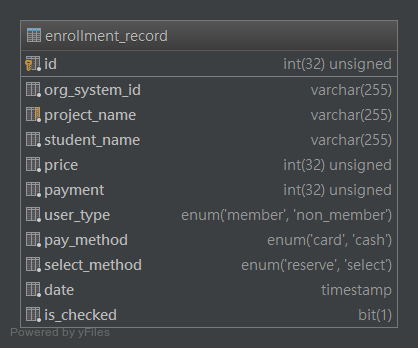 enrollment_record
id int(32) unsigned
org_system_id varchar(255)
project_name varchar(255)
student_name varchar(255)
price int(32) unsigned
payment int(32) unsigned
user_type enum('member', 'non_member')
pay_method enum('card', 'cash')
select_method enum('reserve', 'select')
date timestamp
is_checked bit(1)
Powered by yFiles